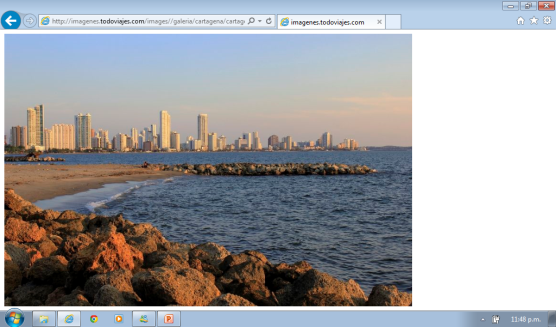 http://imagenes.todoviajes.com/images//galeria/cartagena/cartag
imagenes.todoviajes.com
11:48 p.m.